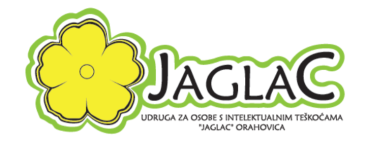 JAGLAC
UDRUGA ZA OSOBE S INTELEKTUALNIM TEŠKOĆAMA
"JAGLAC" ORAHOVICA